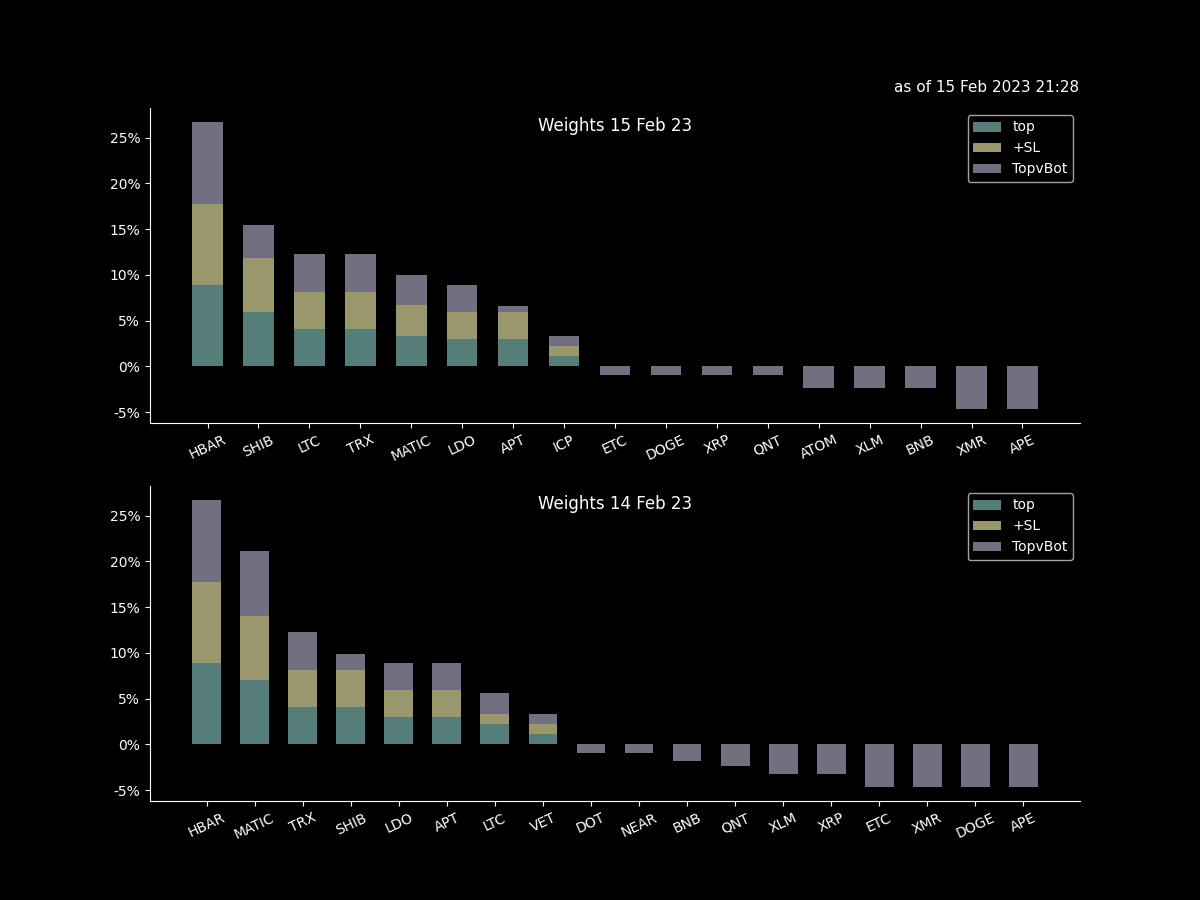 as of 15 Feb 2023 21:28
Weights 15 Feb 23
top
+SL
TopvBot
25%
20%
15%
10%
5%
0%
-5%
HBAR SHIB LTC TRX MATIC LDO APT ICP ETC DOGE XRP QNT ATOM XLM BNB XMR APE
Weights 14 Feb 23
top
+SL
TopvBot
25%
20%
15%
10%
5%
0%
-5%
HBAR MATIC TRX SHIB LDO APT LTC VET DOT NEAR BNB QNT XLM XRP ETC XMR DOGE APE